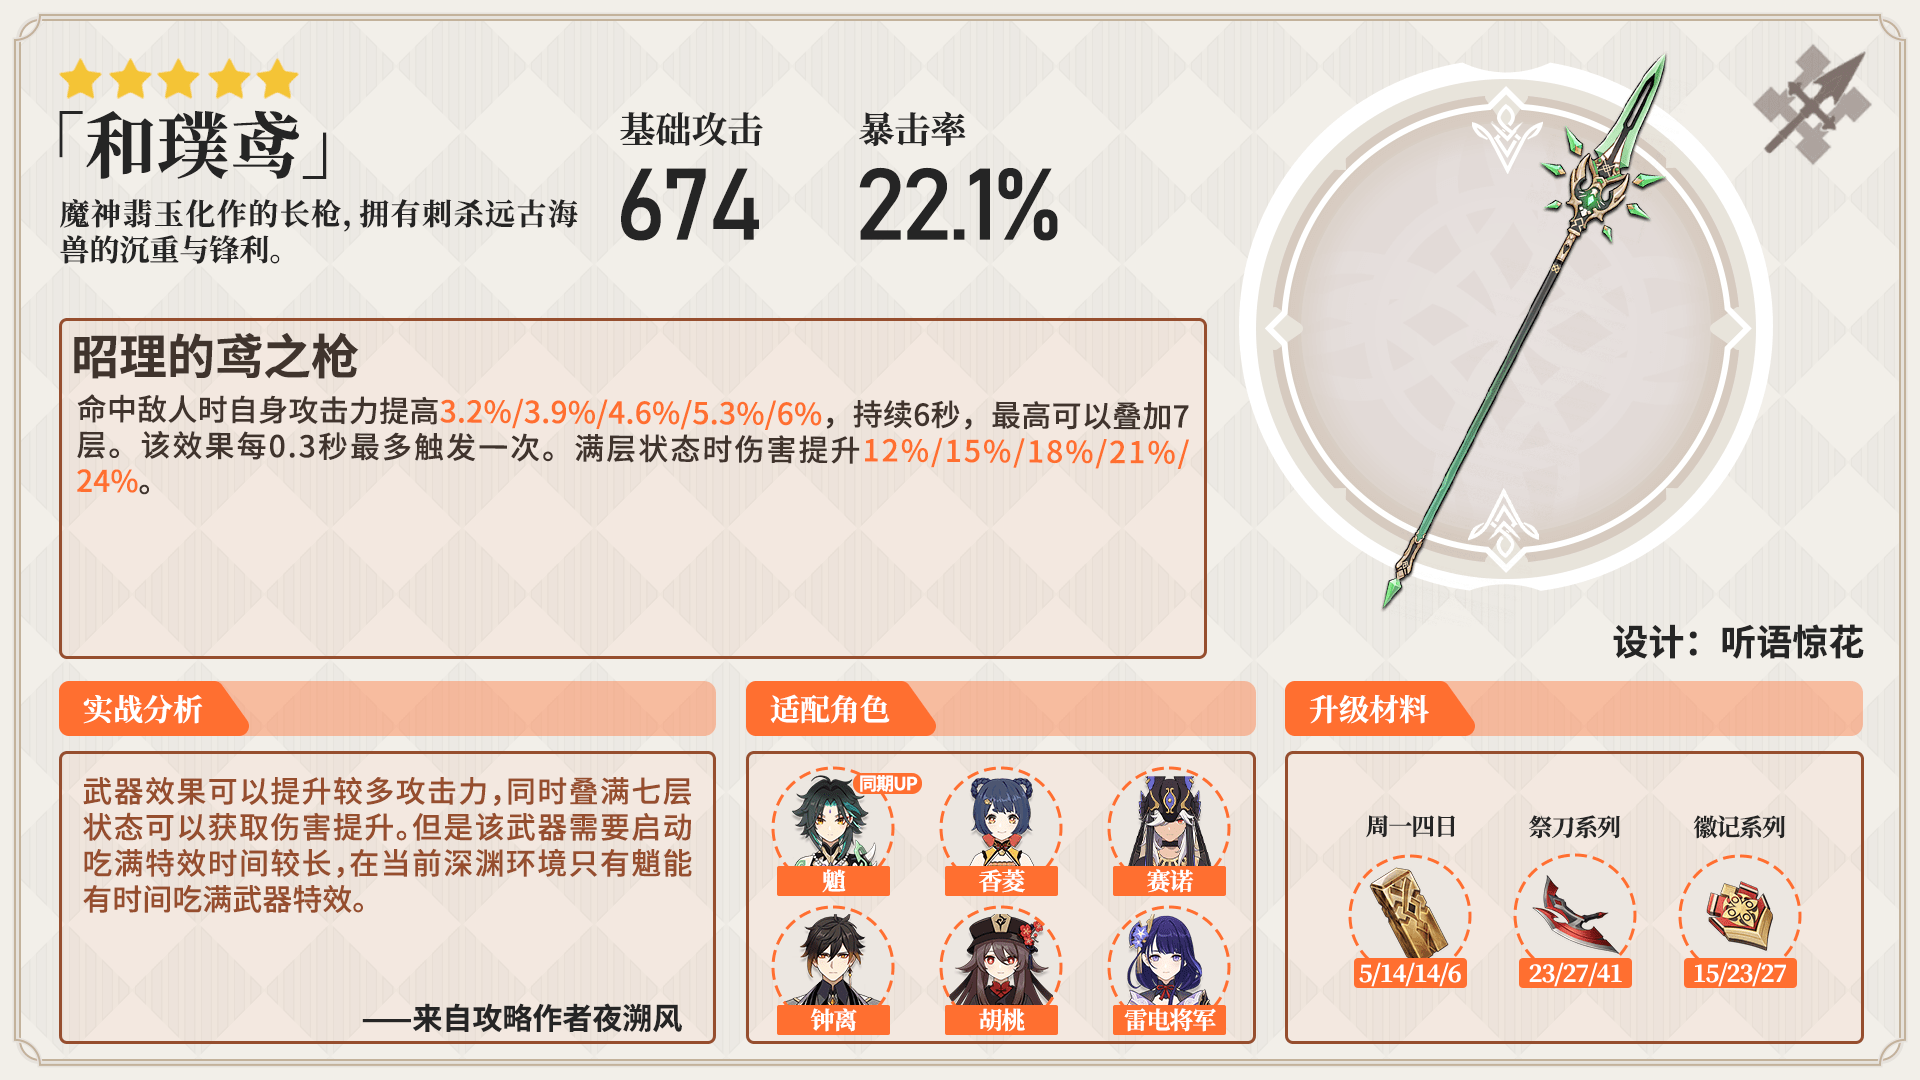 「和璞鸢」
魔神翡玉化作的长枪，拥有刺杀远古海
兽的沉重与锋利。
基础攻击
674
暴击率
22.1%
昭理的鸢之枪
命中敌人时自身攻击力提高3.2%/3.9%/4.6%/5.3%/6%，持续6秒，最高可以叠加7
层。该效果每0.3秒最多触发一次。满层状态时伤害提升12%/15%/18%/21%/
24%。
设计：听语惊花
实战分析
武器效果可以提升较多攻击力，同时叠满七层
状态可以获取伤害提升。但是该武器需要启动
吃满特效时间较长，在当前深渊环境只有魈能
有时间吃满武器特效。
——来自攻略作者夜溯风
适配角色
同期UP
魈
香菱
赛诺
钟离
胡桃
雷电将军
升级材料
周一四日
祭刀系列
徽记系列
5/14/14/6
23/27/41
15/23/27